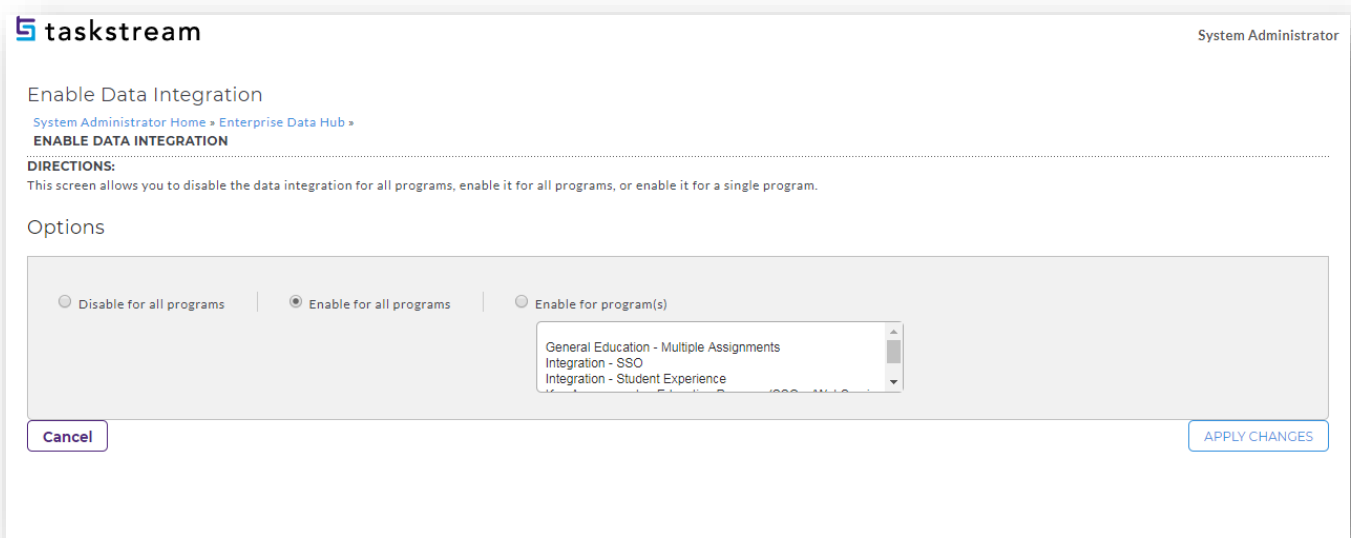 taskstream
System Administrator
Enable Data Integration
System Administrator Home » Enterprise Data Hub »
ENABLE DATA INTEGRATION
DIRECTIONS:
This screen allows you to disable the data integration for all programs, enable it for all programs, or enable it for a single program.
Options
Disable for all programs
Enable for all programs
Enable for program(s)
General Education - Multiple Assignments
Integration - SSO
Integration - Student Experience
Cancel
APPLY CHANGES